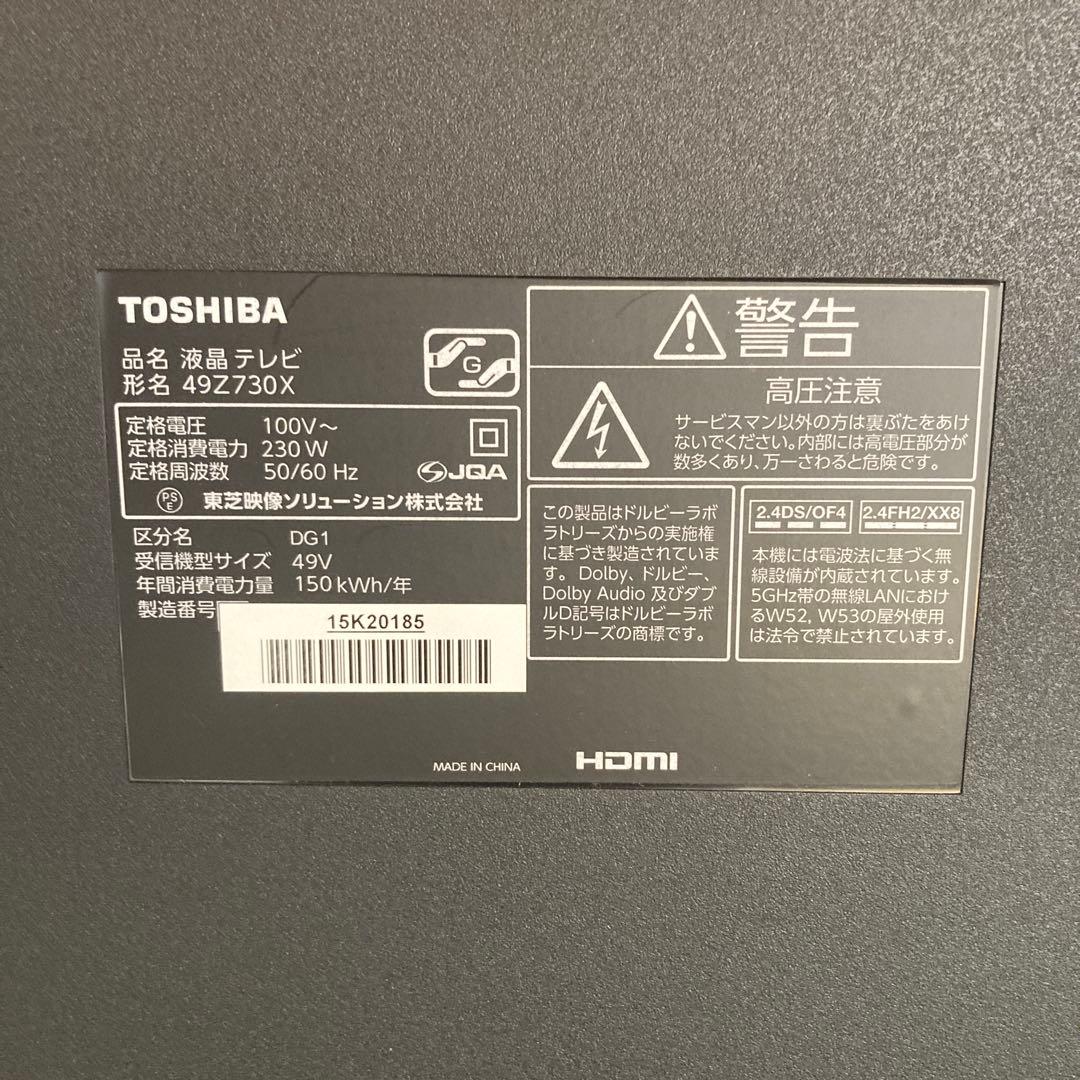 TOSHIBA
品名 液晶テレビ
形名 49Z730X
G
定格電圧 100V～
定格消費電力 230W
定格周波数 50/60 Hz
JQA
PS
E
東芝映像ソリューション株式会社
区分名 DG1
受信機型サイズ 49V
年間消費電力量 150kWh/年
製造番号
15K20185
MADE IN CHINA
HDMI
警告
高圧注意
サービスマン以外の方は裏ぶたをあけ
ないでください。内部には高電圧部分が
数多くあり、万一さわると危険です。
この製品はドルビーラボ
ラトリーズからの実施権
に基づき製造されていま
す。Dolby、ドルビー、
Dolby Audio 及びダブ
ルD記号はドルビーラボ
ラトリーズの商標です。
2.4DS/OF4
2.4FH2/XX8
本機には電波法に基づく無
線設備が内蔵されています。
5GHz帯の無線LANにおけ
るW52, W53の屋外使用
は法令で禁止されています。